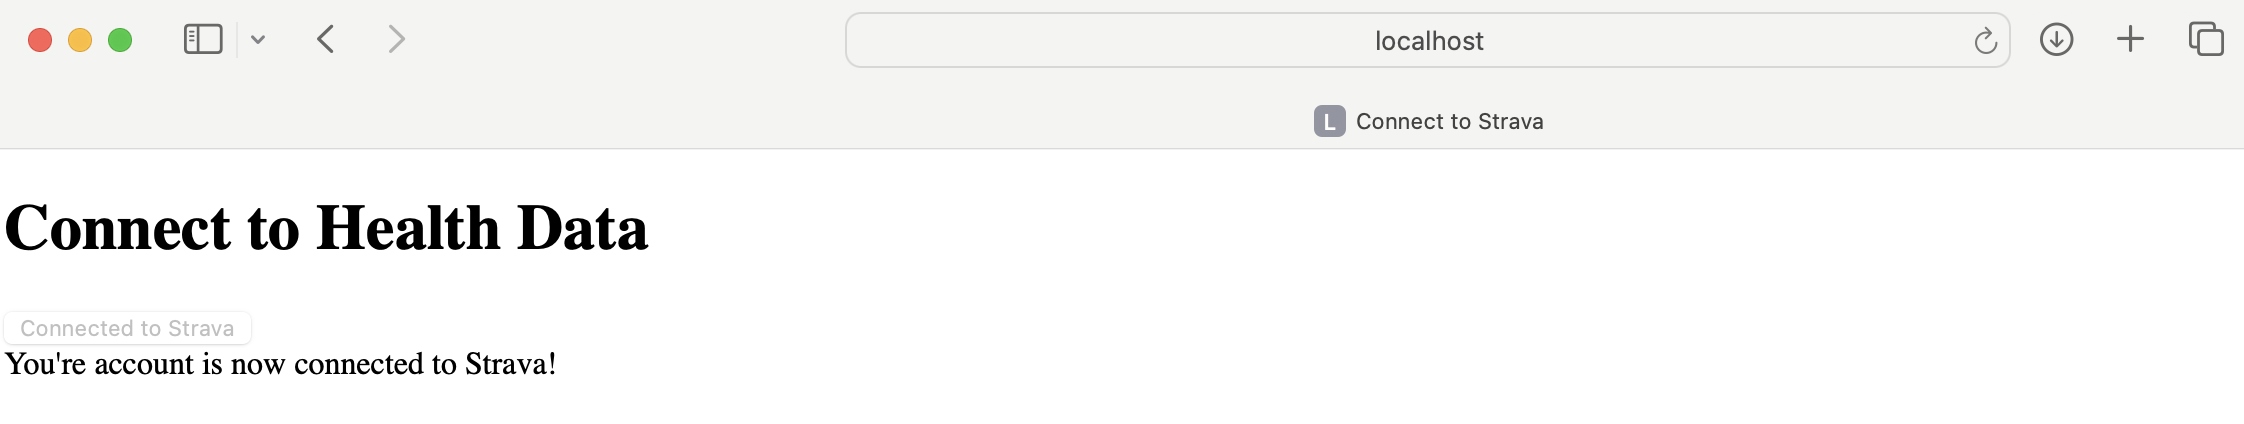 localhost
L Connect to Strava
Connect to Health Data
Connected to Strava
You're account is now connected to Strava!